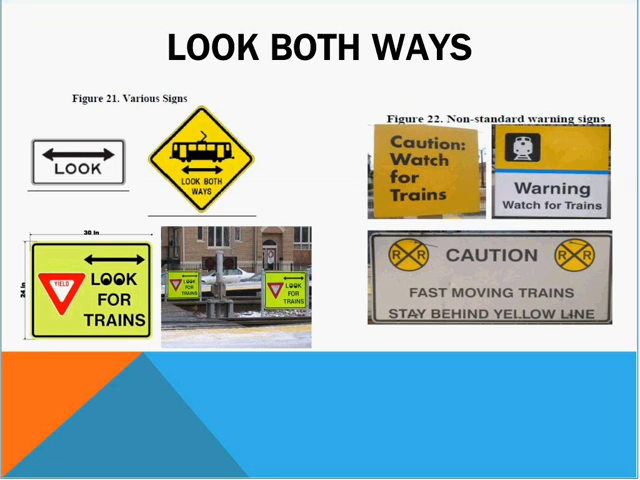 LOOK BOTH WAYS
Figure 21. Various Signs
LOOK
LOOK BOTH
WAYS
30 in
24 in
YIELD
LOOK
FOR
TRAINS
YIELD
LOOK
FOR
TRAINS
YIELD
LOOK
FOR
TRAINS
Figure 22. Non-standard warning signs
Caution:
Watch
for
Trains
Warning
Watch for Trains
R R CAUTION R R
FAST MOVING TRAINS
STAY BEHIND YELLOW LINE